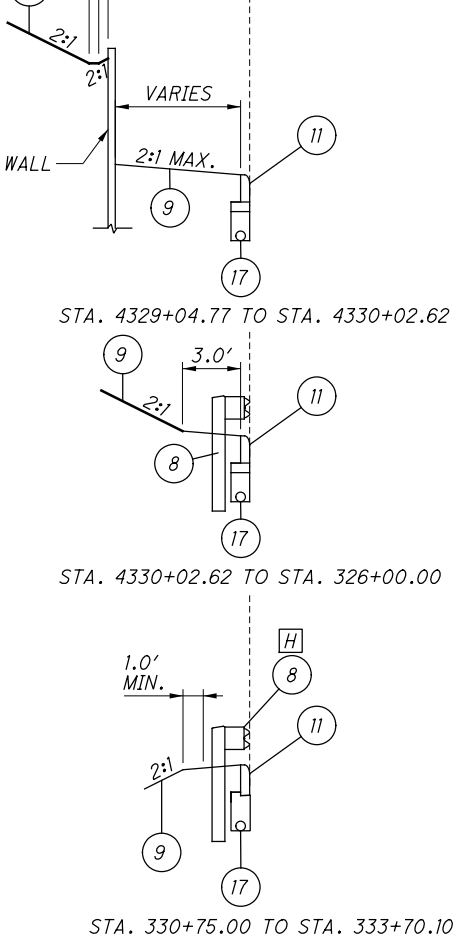 2:1
2:1
VARIES
11
WALL
2:1 MAX.
9
17
STA. 4329+04.77 TO STA. 4330+02.62
9
3.0'
2:1
11
8
17
STA. 4330+02.62 TO STA. 326+00.00
H
1.0'
MIN.
8
11
2:1
9
17
STA. 330+75.00 TO STA. 333+70.10